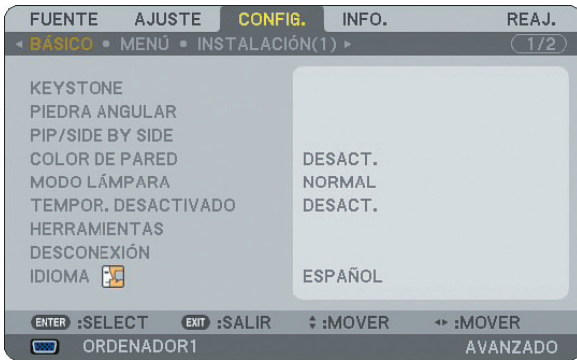 FUENTE AJUSTE CONFIG. INFO. REAJ.
BÁSICO • MENÚ • INSTALACIÓN(1) 1/2
KEYSTONE
PIEDRA ANGULAR
PIP/SIDE BY SIDE
COLOR DE PARED DESACT.
MODO LÁMPARA NORMAL
TEMPOR. DESACTIVADO DESACT.
HERRAMIENTAS
DESCONEXIÓN
IDIOMA ESPAÑOL
ENTER :SELECT EXIT :SALIR :MOVER :MOVER
ORDENADOR1 AVANZADO